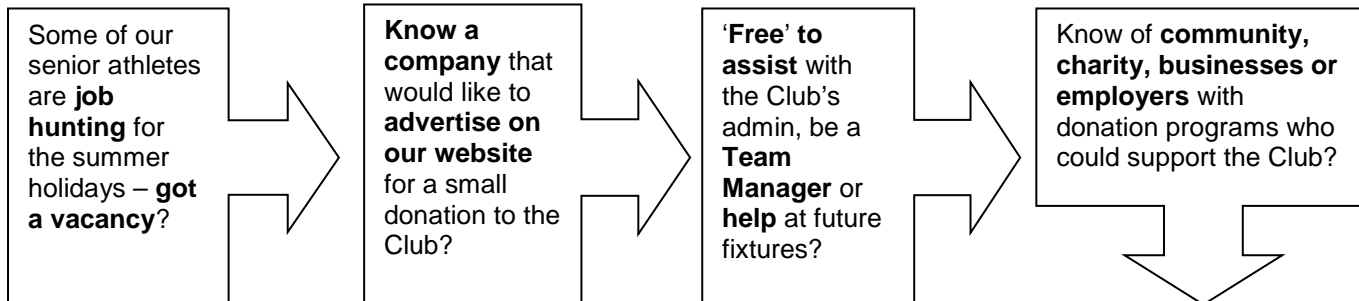 Some of our
senior athletes
are job
hunting for
the summer
holidays – got
a vacancy?
Know a
company that
would like to
advertise on
our website
for a small
donation to the
Club?
‘Free’ to
assist with
the Club’s
admin, be a
Team
Manager or
help at future
fixtures?
Know of community,
charity, businesses or
employers with
donation programs who
could support the Club?